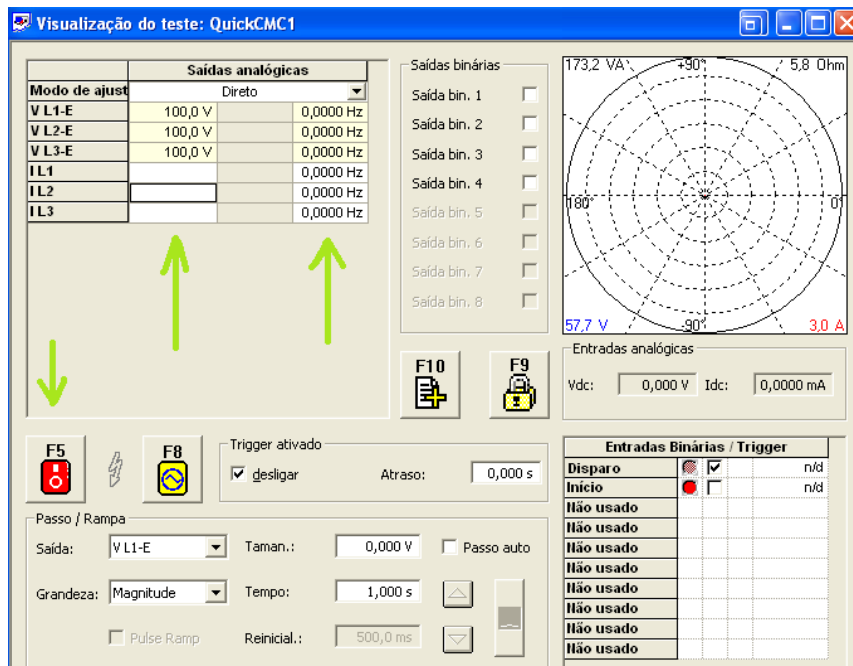 Visualização do teste: QuickCMC1
Saídas analógicas
Modo de ajust Direto
V L1-E 100,0 V 0,0000 Hz
V L2-E 100,0 V 0,0000 Hz
V L3-E 100,0 V 0,0000 Hz
I L1 0,0000 Hz
I L2 0,0000 Hz
I L3 0,0000 Hz
Saídas binárias
Saída bin. 1
Saída bin. 2
Saída bin. 3
Saída bin. 4
Saída bin. 5
Saída bin. 6
Saída bin. 7
Saída bin. 8
173,2 VA +90° 5,8 Ohm
180° 0°
57,7 V -90° 3,0 A
F10 F9
Entradas analógicas
Vdc: 0,000 V Idc: 0,0000 mA
F5 F8
Trigger ativado
desligar Atraso: 0,000 s
Passo / Rampa
Saída: V L1-E Taman.: 0,000 V Passo auto
Grandeza: Magnitude Tempo: 1,000 s
Pulse Ramp Reinicial.: 500,0 ms
Entradas Binárias / Trigger
Disparo n/d
Início n/d
Não usado
Não usado
Não usado
Não usado
Não usado
Não usado
Não usado
Não usado